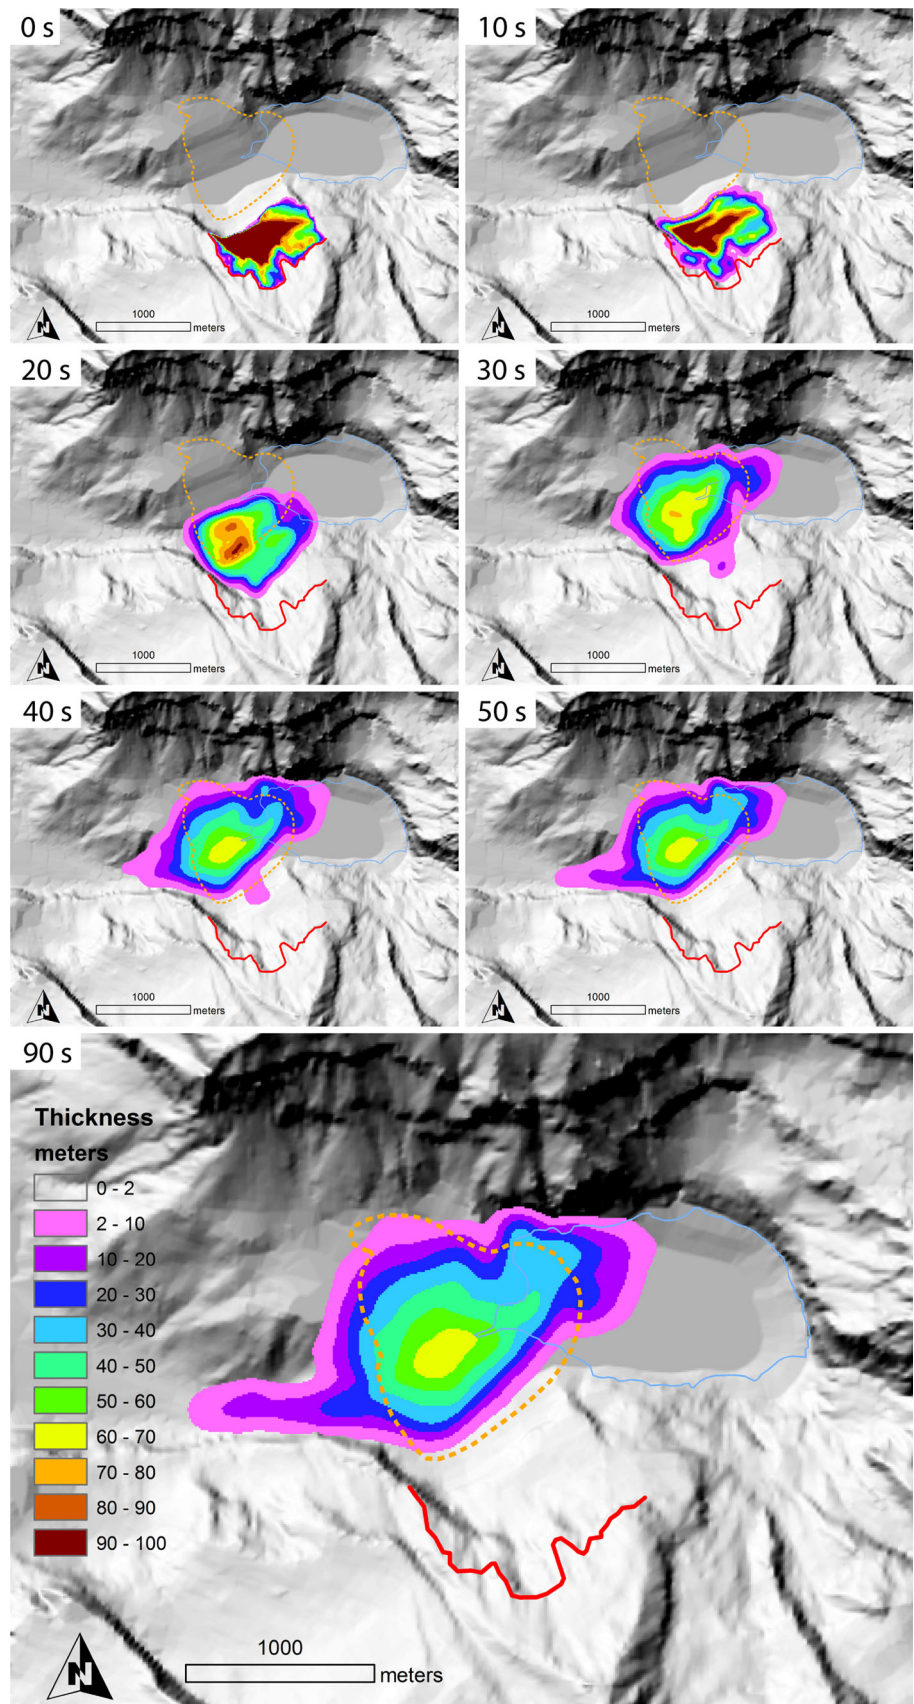 0 s
10 s
N
1000
meters
N
1000
meters
20 s
30 s
N
1000
meters
N
1000
meters
40 s
50 s
N
1000
meters
N
1000
meters
90 s
Thickness
meters
0 - 2
2 - 10
10 - 20
20 - 30
30 - 40
40 - 50
50 - 60
60 - 70
70 - 80
80 - 90
90 - 100
N
1000
meters